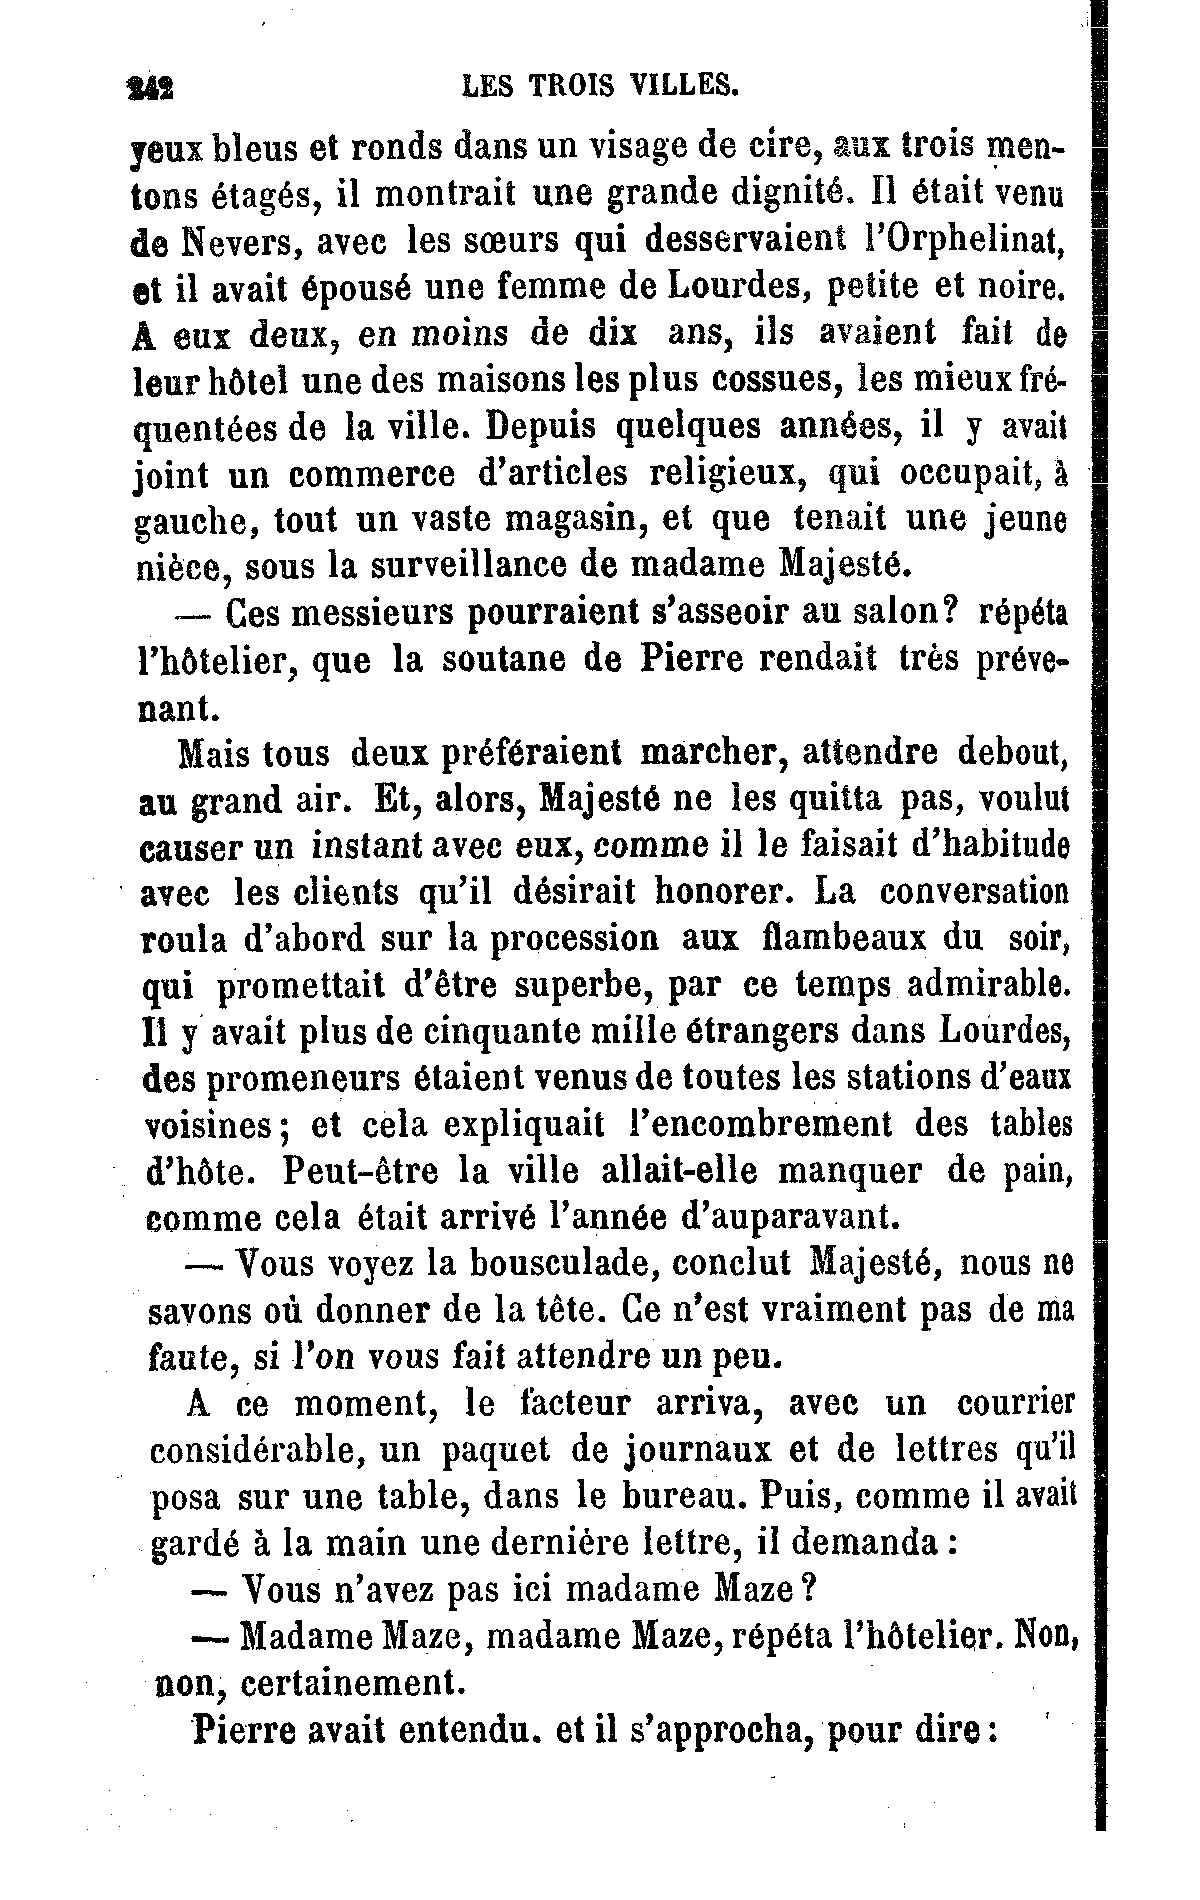 242 LES TROIS VILLES.
yeux bleus et ronds dans un visage de cire, aux trois men-
tons étagés, il montrait une grande dignité. Il était venu
de Nevers, avec les sœurs qui desservaient l'Orphelinat,
et il avait épousé une femme de Lourdes, petite et noire.
A eux deux, en moins de dix ans, ils avaient fait de
leur hôtel une des maisons les plus cossues, les mieux fré-
quentées de la ville. Depuis quelques années, il y avait
joint un commerce d'articles religieux, qui occupait, à
gauche, tout un vaste magasin, et que tenait une jeune
nièce, sous la surveillance de madame Majesté.
— Ces messieurs pourraient s'asseoir au salon? répéta
l'hôtelier, que la soutane de Pierre rendait très préve-
nant.
Mais tous deux préféraient marcher, attendre debout,
au grand air. Et, alors, Majesté ne les quitta pas, voulut
causer un instant avec eux, comme il le faisait d'habitude
avec les clients qu'il désirait honorer. La conversation
roula d'abord sur la procession aux flambeaux du soir,
qui promettait d'être superbe, par ce temps admirable.
Il y avait plus de cinquante mille étrangers dans Lourdes,
des promeneurs étaient venus de toutes les stations d'eaux
voisines; et cela expliquait l'encombrement des tables
d'hôte. Peut-être la ville allait-elle manquer de pain,
comme cela était arrivé l'année d'auparavant.
— Vous voyez la bousculade, conclut Majesté, nous ne
savons où donner de la tête. Ce n'est vraiment pas de ma
faute, si l'on vous fait attendre un peu.
A ce moment, le facteur arriva, avec un courrier
considérable, un paquet de journaux et de lettres qu'il
posa sur une table, dans le bureau. Puis, comme il avait
gardé à la main une dernière lettre, il demanda :
— Vous n'avez pas ici madame Maze?
— Madame Maze, madame Maze, répéta l'hôtelier. Non,
non, certainement.
Pierre avait entendu. et il s'approcha, pour dire :